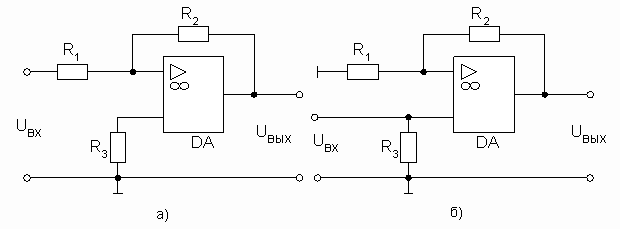 R₂ R₂
R₁ R₁
▷ ▷
∞ ∞
Uвх Uвых Uвх Uвых
R₃ DA R₃ DA
а) б)